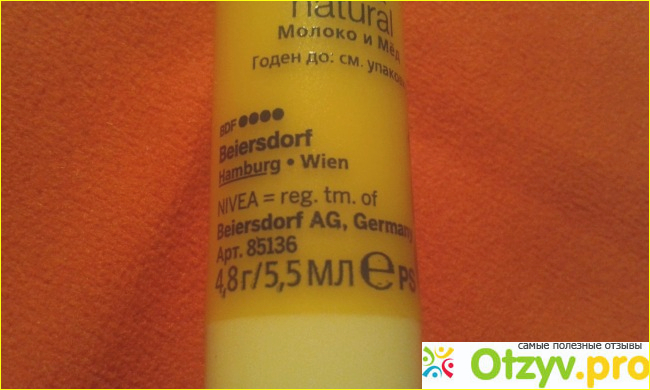 natural
Молоко и Мёд
Годен до: см. упаков
BDF
Beiersdorf
Hamburg • Wien
NIVEA = reg. tm. of
Beiersdorf AG, Germany
Арт. 85136
4,8г/5,5МЛ ℮ PS
самые полезные отзывы
Otzyv.pro